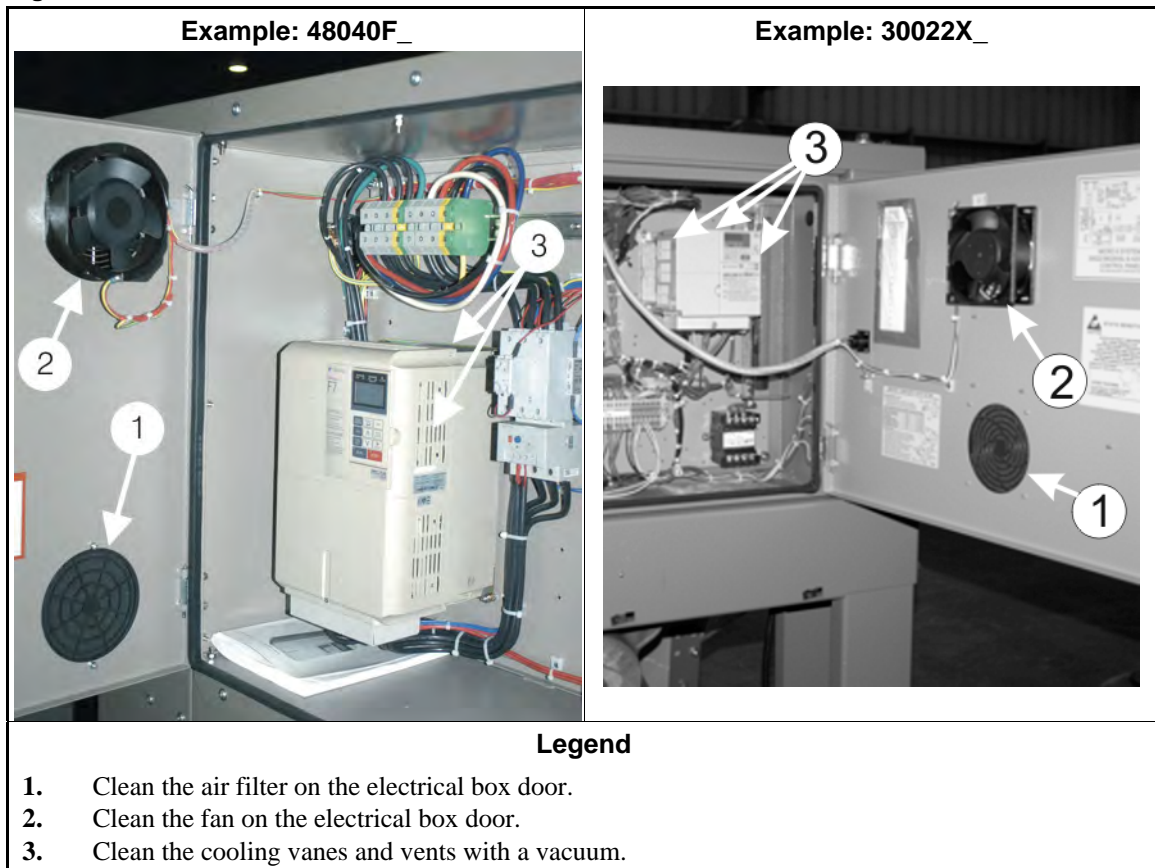 Example: 48040F_
Example: 30022X_
3
2
1
F7
3
2
1
Legend
1. Clean the air filter on the electrical box door.
2. Clean the fan on the electrical box door.
3. Clean the cooling vanes and vents with a vacuum.